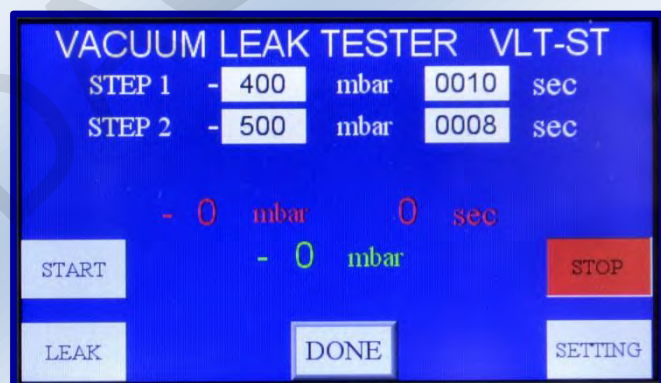 VACUUM LEAK TESTER VLT-ST
STEP 1 - 400 mbar 0010 sec
STEP 2 - 500 mbar 0008 sec
- 0 mbar 0 sec
- 0 mbar
START STOP
LEAK DONE SETTING